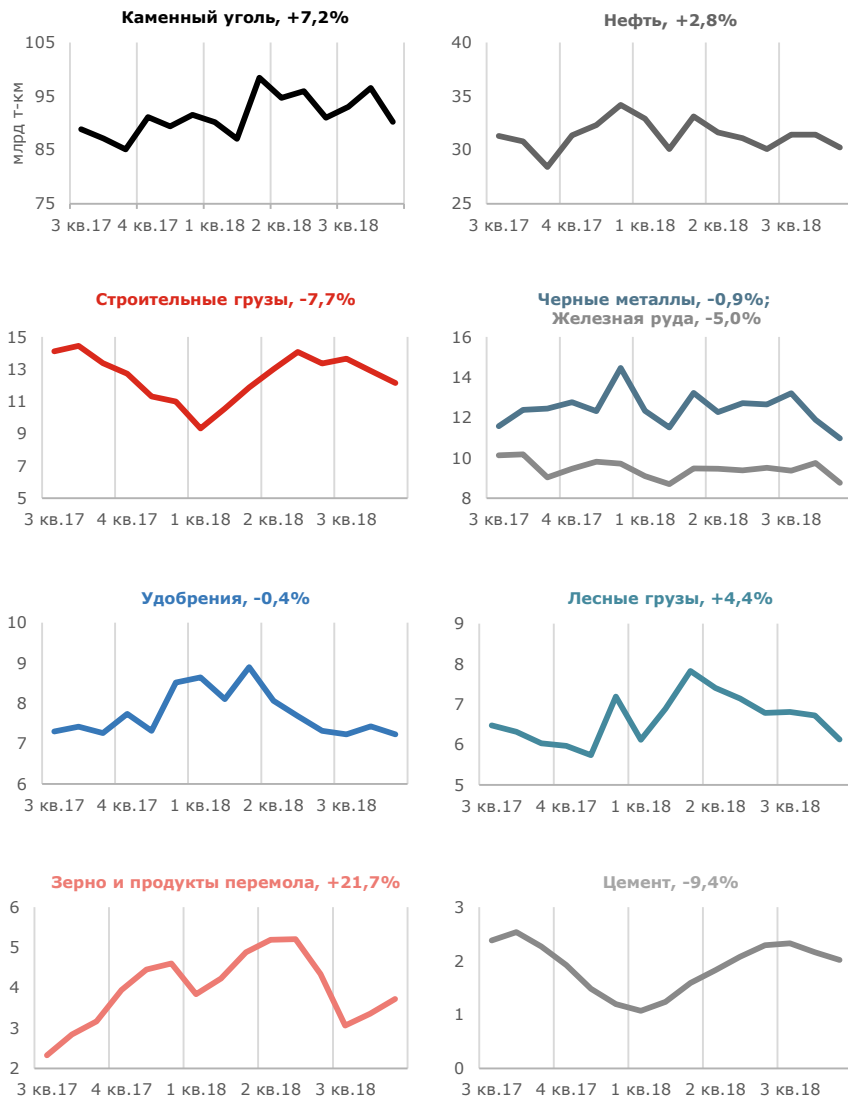 Каменный уголь, +7,2%
млрд т-км
105
95
85
75
3 кв.17 4 кв.17 1 кв.18 2 кв.18 3 кв.18
Нефть, +2,8%
40
35
30
25
3 кв.17 4 кв.17 1 кв.18 2 кв.18 3 кв.18
Строительные грузы, -7,7%
15
13
11
9
7
5
3 кв.17 4 кв.17 1 кв.18 2 кв.18 3 кв.18
Черные металлы, -0,9%;
Железная руда, -5,0%
16
14
12
10
8
3 кв.17 4 кв.17 1 кв.18 2 кв.18 3 кв.18
Удобрения, -0,4%
10
9
8
7
6
3 кв.17 4 кв.17 1 кв.18 2 кв.18 3 кв.18
Лесные грузы, +4,4%
9
8
7
6
5
3 кв.17 4 кв.17 1 кв.18 2 кв.18 3 кв.18
Зерно и продукты перемола, +21,7%
6
5
4
3
2
3 кв.17 4 кв.17 1 кв.18 2 кв.18 3 кв.18
Цемент, -9,4%
3
2
1
0
3 кв.17 4 кв.17 1 кв.18 2 кв.18 3 кв.18